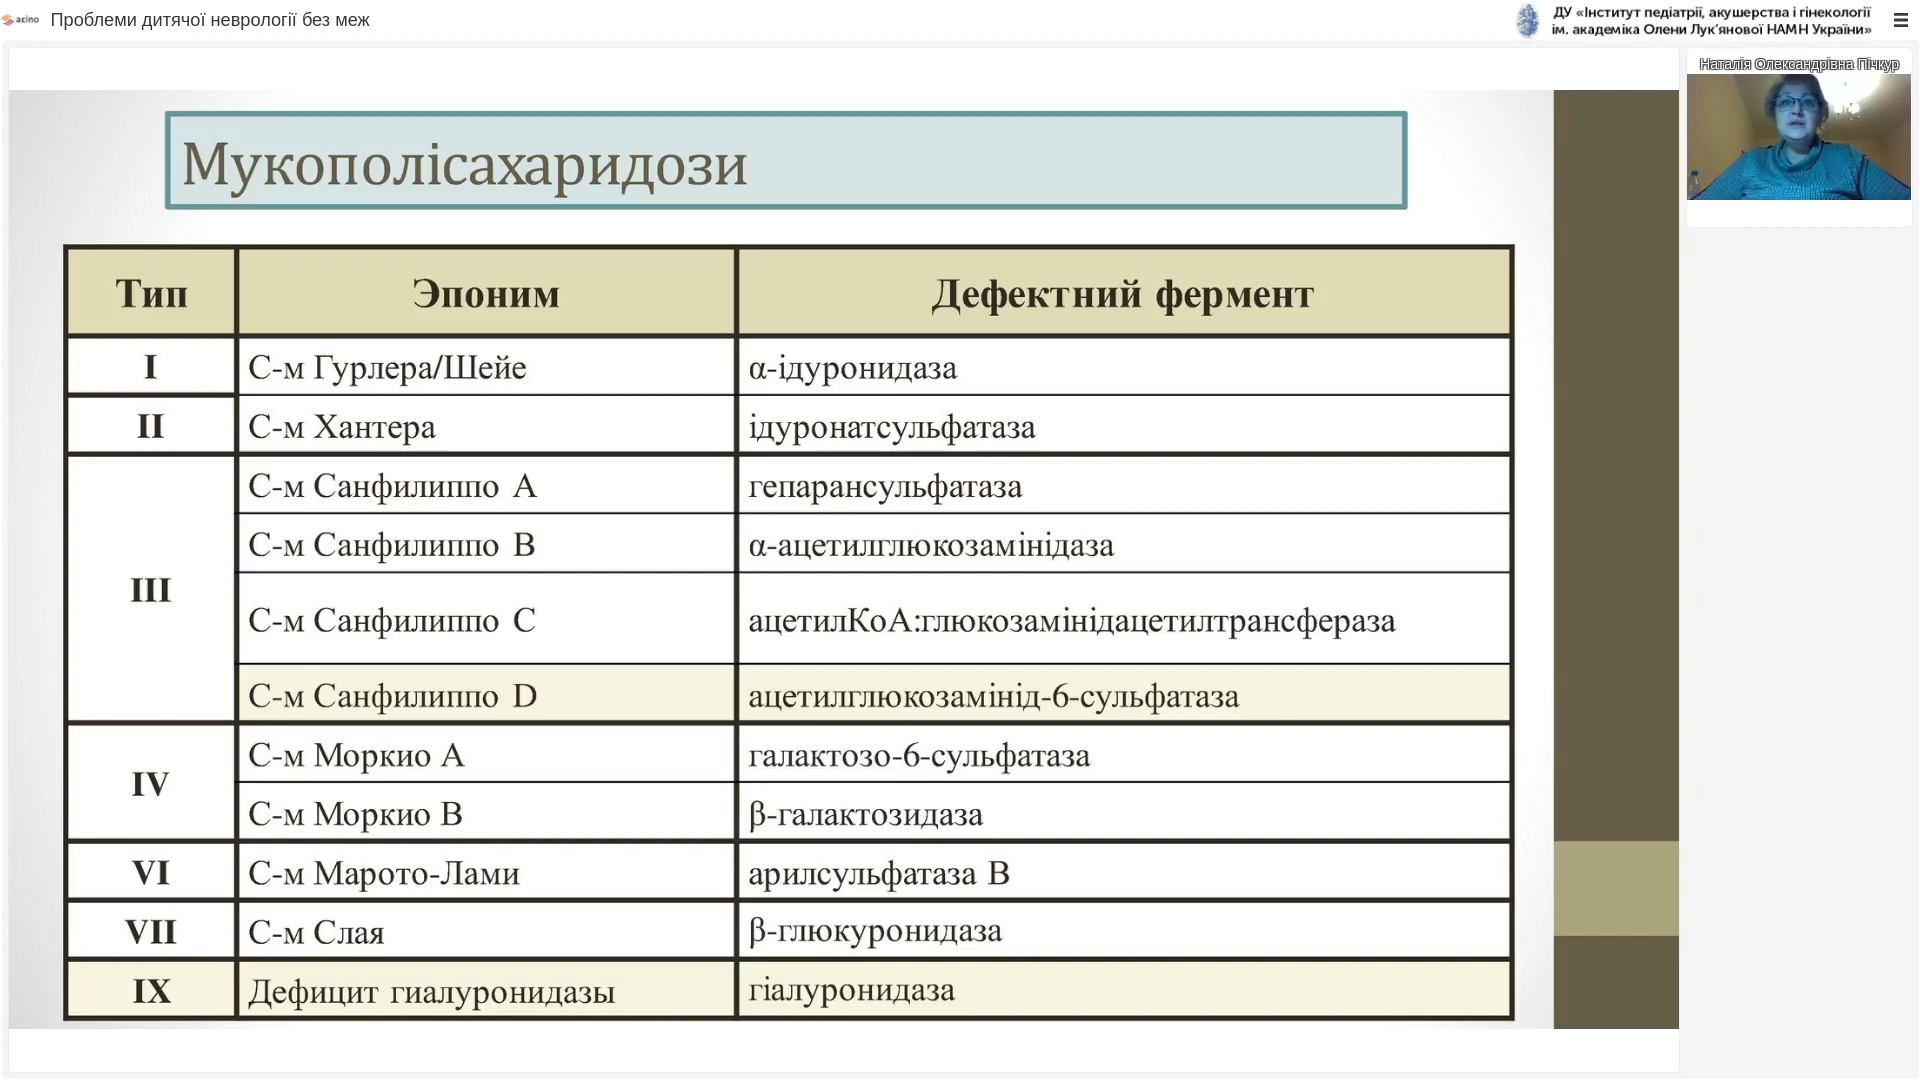 acino Проблеми дитячої неврології без меж
ДУ «Інститут педіатрії, акушерства і гінекології
ім. академіка Олени Лук’янової НАМН України»
Наталія Олександрівна Пічкур
Мукополісахаридози
Тип Эпоним Дефектний фермент
I С-м Гурлера/Шейе α-ідуронидаза
II С-м Хантера ідуронатсульфатаза
III
С-м Санфилиппо А гепарансульфатаза
С-м Санфилиппо В α-ацетилглюкозамінідаза
С-м Санфилиппо С ацетилКоА:глюкозамінідацетилтрансфераза
С-м Санфилиппо D ацетилглюкозамінід-6-сульфатаза
IV
С-м Моркио А галактозо-6-сульфатаза
С-м Моркио В β-галактозидаза
VI С-м Марото-Лами арилсульфатаза В
VII С-м Слая β-глюкуронидаза
IX Дефицит гиалуронидазы гіалуронидаза